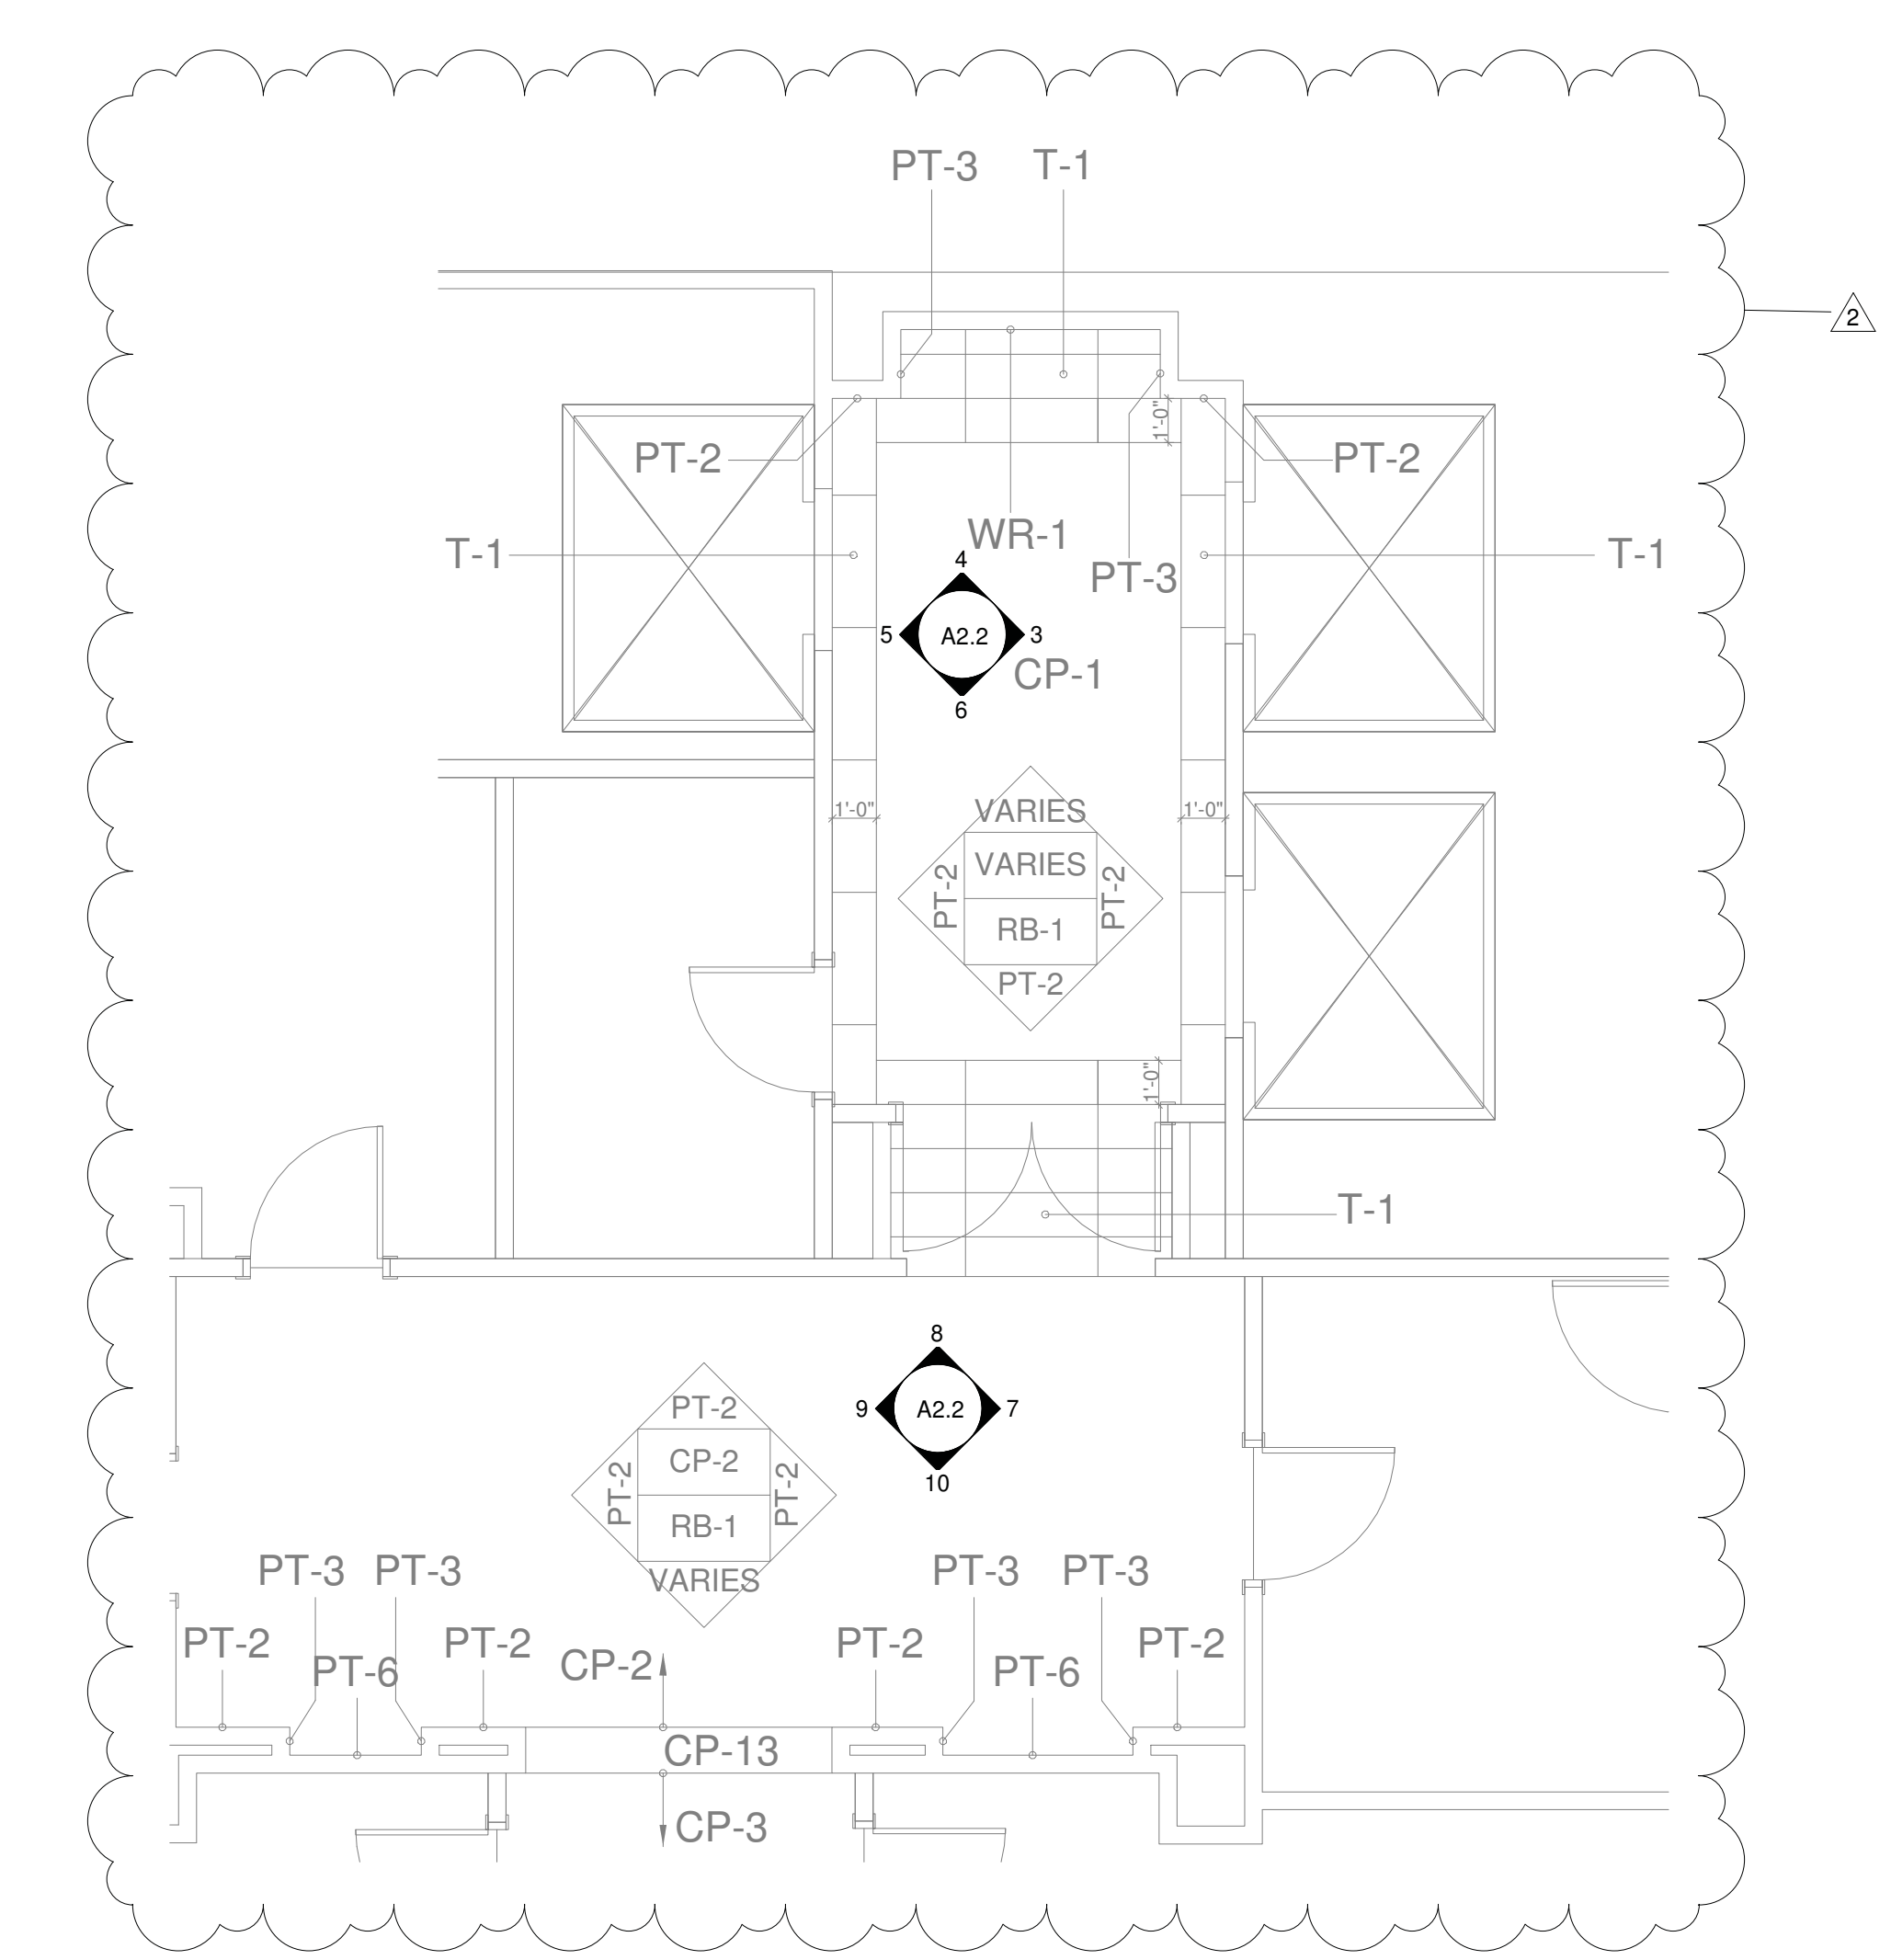 PT-3 T-1
2
PT-2 PT-2
WR-1
T-1 T-1
4
PT-3
5 A2.2 3
CP-1
6
1'-0"
VARIES
1'-0" 1'-0"
VARIES
PT-2 PT-2
RB-1
PT-2
1'-0"
T-1
8
PT-2
9 A2.2 7
CP-2
10
PT-2 PT-2
RB-1
VARIES
PT-3 PT-3 PT-3 PT-3
PT-2 PT-2 PT-2 PT-2
CP-2
PT-6 PT-6
CP-13
CP-3